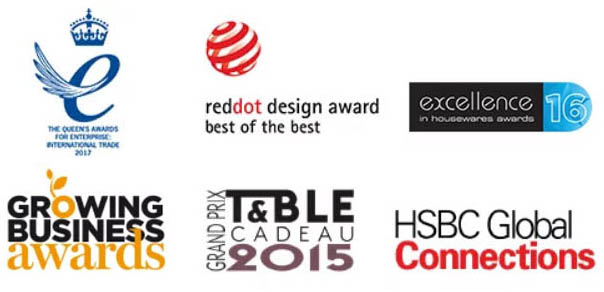 THE QUEEN'S AWARDS
FOR ENTERPRISE:
INTERNATIONAL TRADE
2017
reddot design award
best of the best
excellence
in housewares awards
16
GROWING
BUSINESS
awards
GRAND PRIX
T&BLE
CADEAU
2015
HSBC Global
Connections